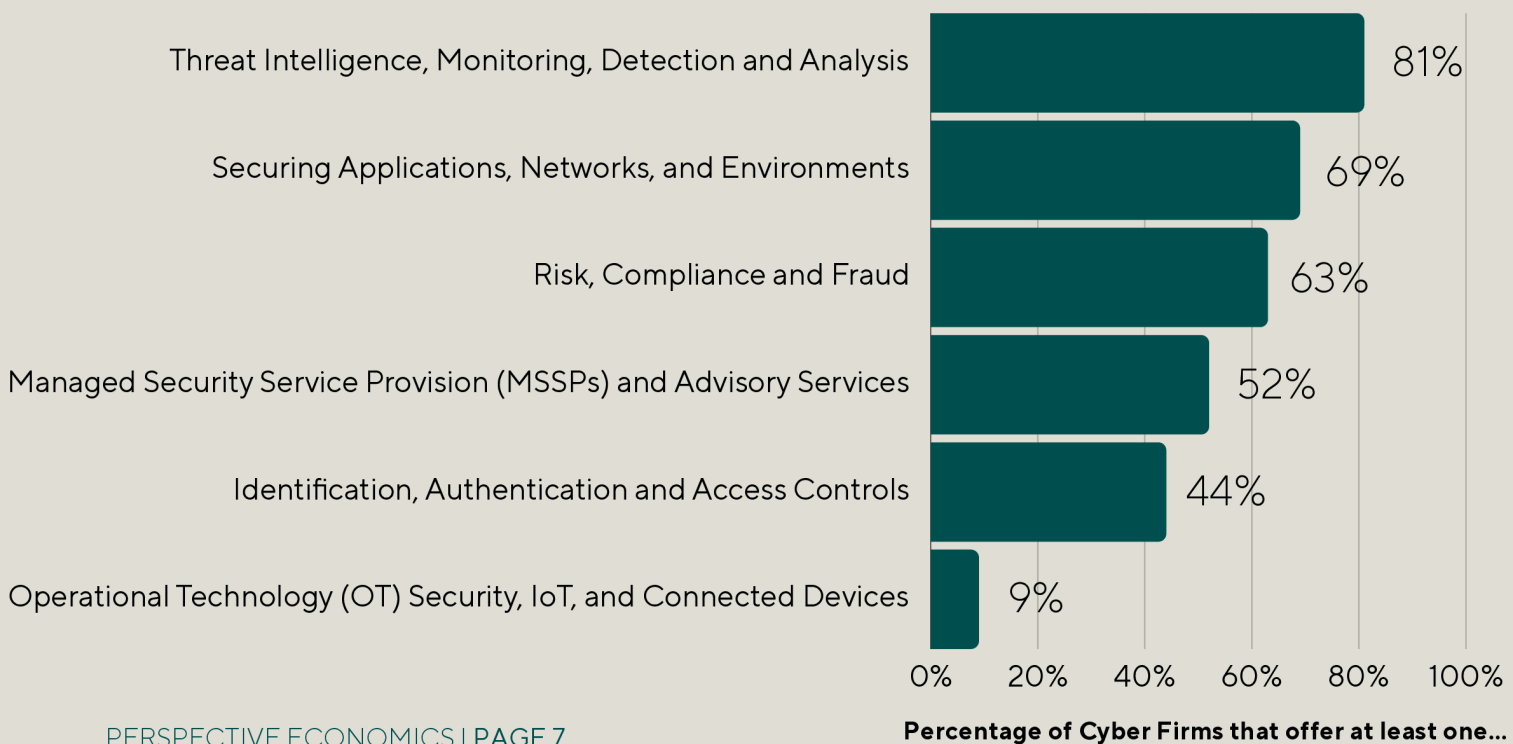 Threat Intelligence, Monitoring, Detection and Analysis 81%
Securing Applications, Networks, and Environments 69%
Risk, Compliance and Fraud 63%
Managed Security Service Provision (MSSPs) and Advisory Services 52%
Identification, Authentication and Access Controls 44%
Operational Technology (OT) Security, IoT, and Connected Devices 9%
0% 20% 40% 60% 80% 100%
Percentage of Cyber Firms that offer at least one...
PERSPECTIVE ECONOMICS | PAGE 7